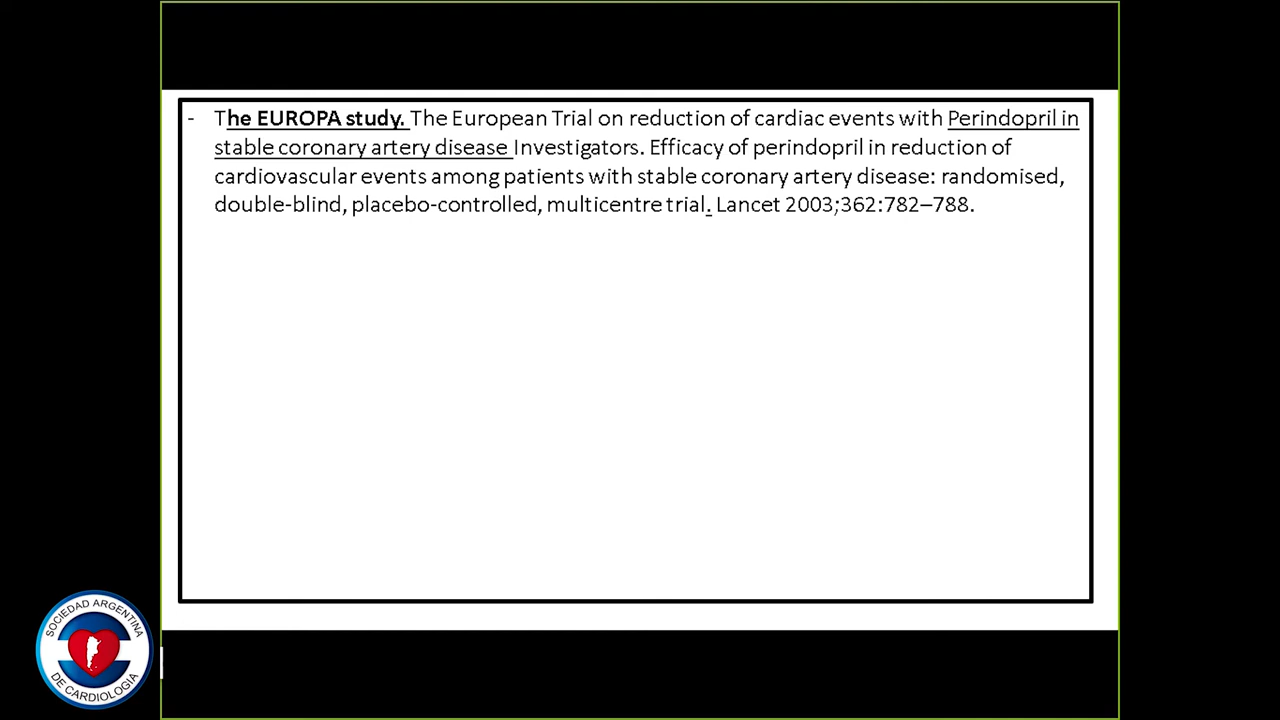 - The EUROPA study. The European Trial on reduction of cardiac events with Perindopril in
stable coronary artery disease Investigators. Efficacy of perindopril in reduction of
cardiovascular events among patients with stable coronary artery disease: randomised,
double-blind, placebo-controlled, multicentre trial. Lancet 2003;362:782–788.
SOCIEDAD ARGENTINA
DE CARDIOLOGIA